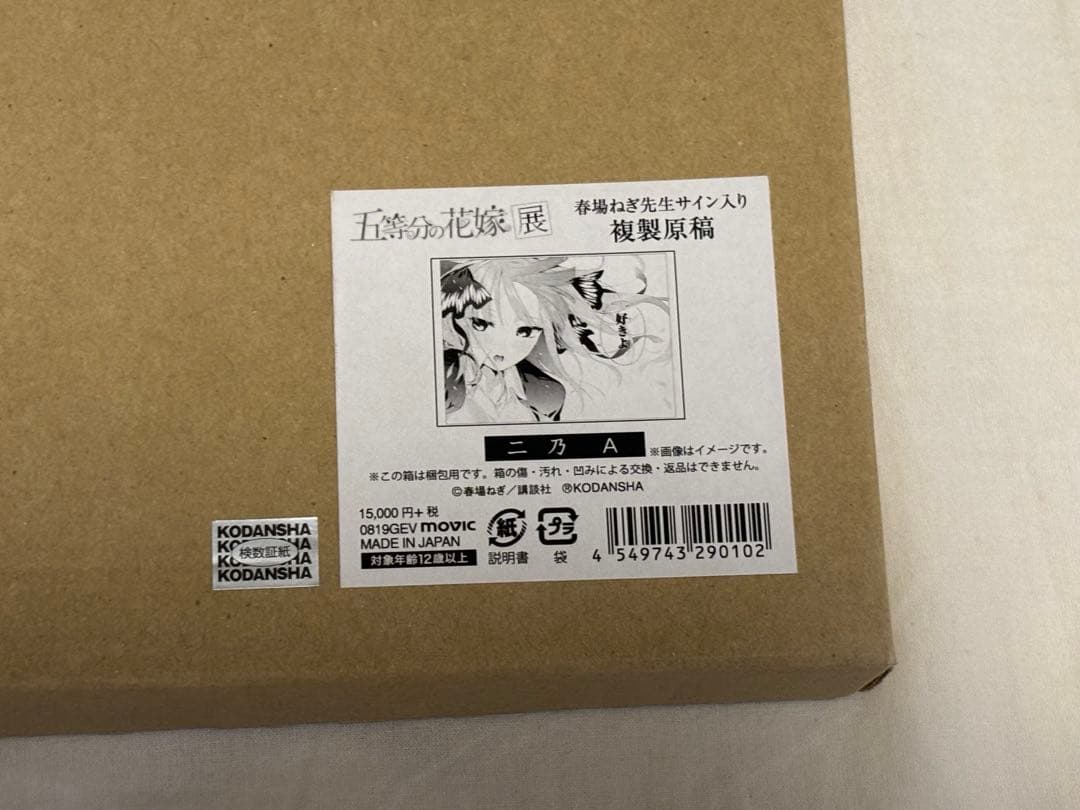 五等分の花嫁 展
春場ねぎ先生サイン入り
複製原稿
好きよ
二乃 A
※画像はイメージです。
※この箱は梱包用です。箱の傷・汚れ・凹みによる交換・返品はできません。
©春場ねぎ／講談社 ®KODANSHA
15,000円+税
0819GEV movic
MADE IN JAPAN
対象年齢12歳以上
紙
説明書
プラ
袋
4 549743 290102
KODANSHA
KODANSHA
検数証紙
KODANSHA
KODANSHA